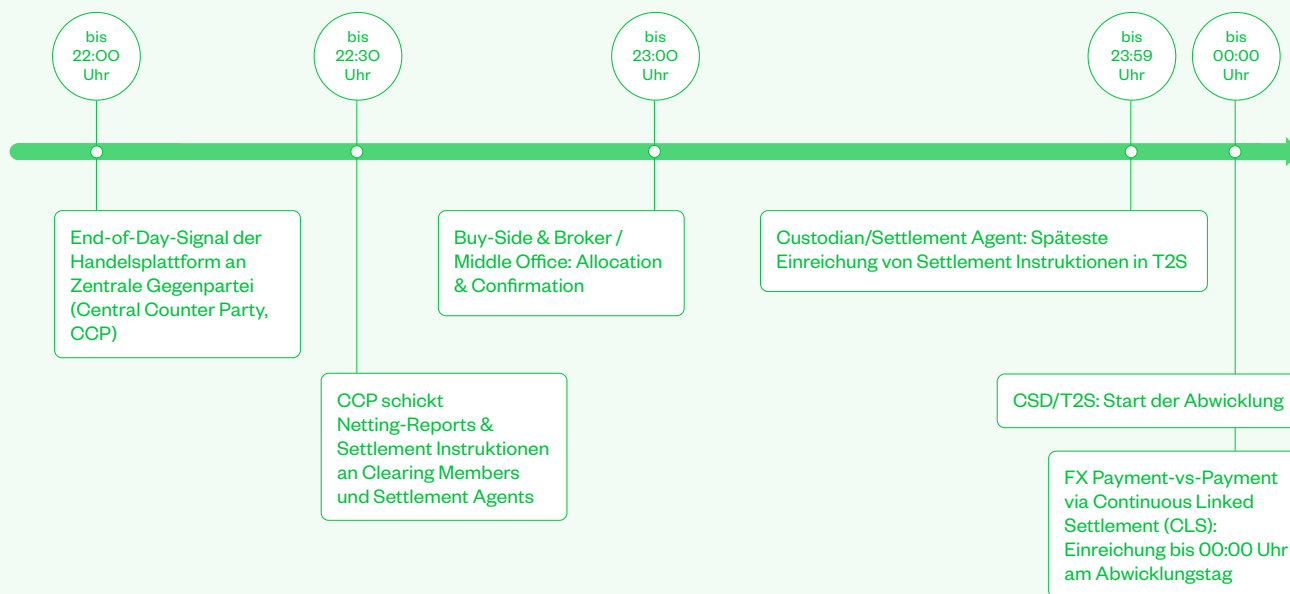 bis
22:00
Uhr
bis
22:30
Uhr
bis
23:00
Uhr
bis
23:59
Uhr
bis
00:00
Uhr
End-of-Day-Signal der
Handelsplattform an
Zentrale Gegenpartei
(Central Counter Party,
CCP)
Buy-Side & Broker /
Middle Office: Allocation
& Confirmation
Custodian/Settlement Agent: Späteste
Einreichung von Settlement Instruktionen in T2S
CCP schickt
Netting-Reports &
Settlement Instruktionen
an Clearing Members
und Settlement Agents
CSD/T2S: Start der Abwicklung
FX Payment-vs-Payment
via Continuous Linked
Settlement (CLS):
Einreichung bis 00:00 Uhr
am Abwicklungstag